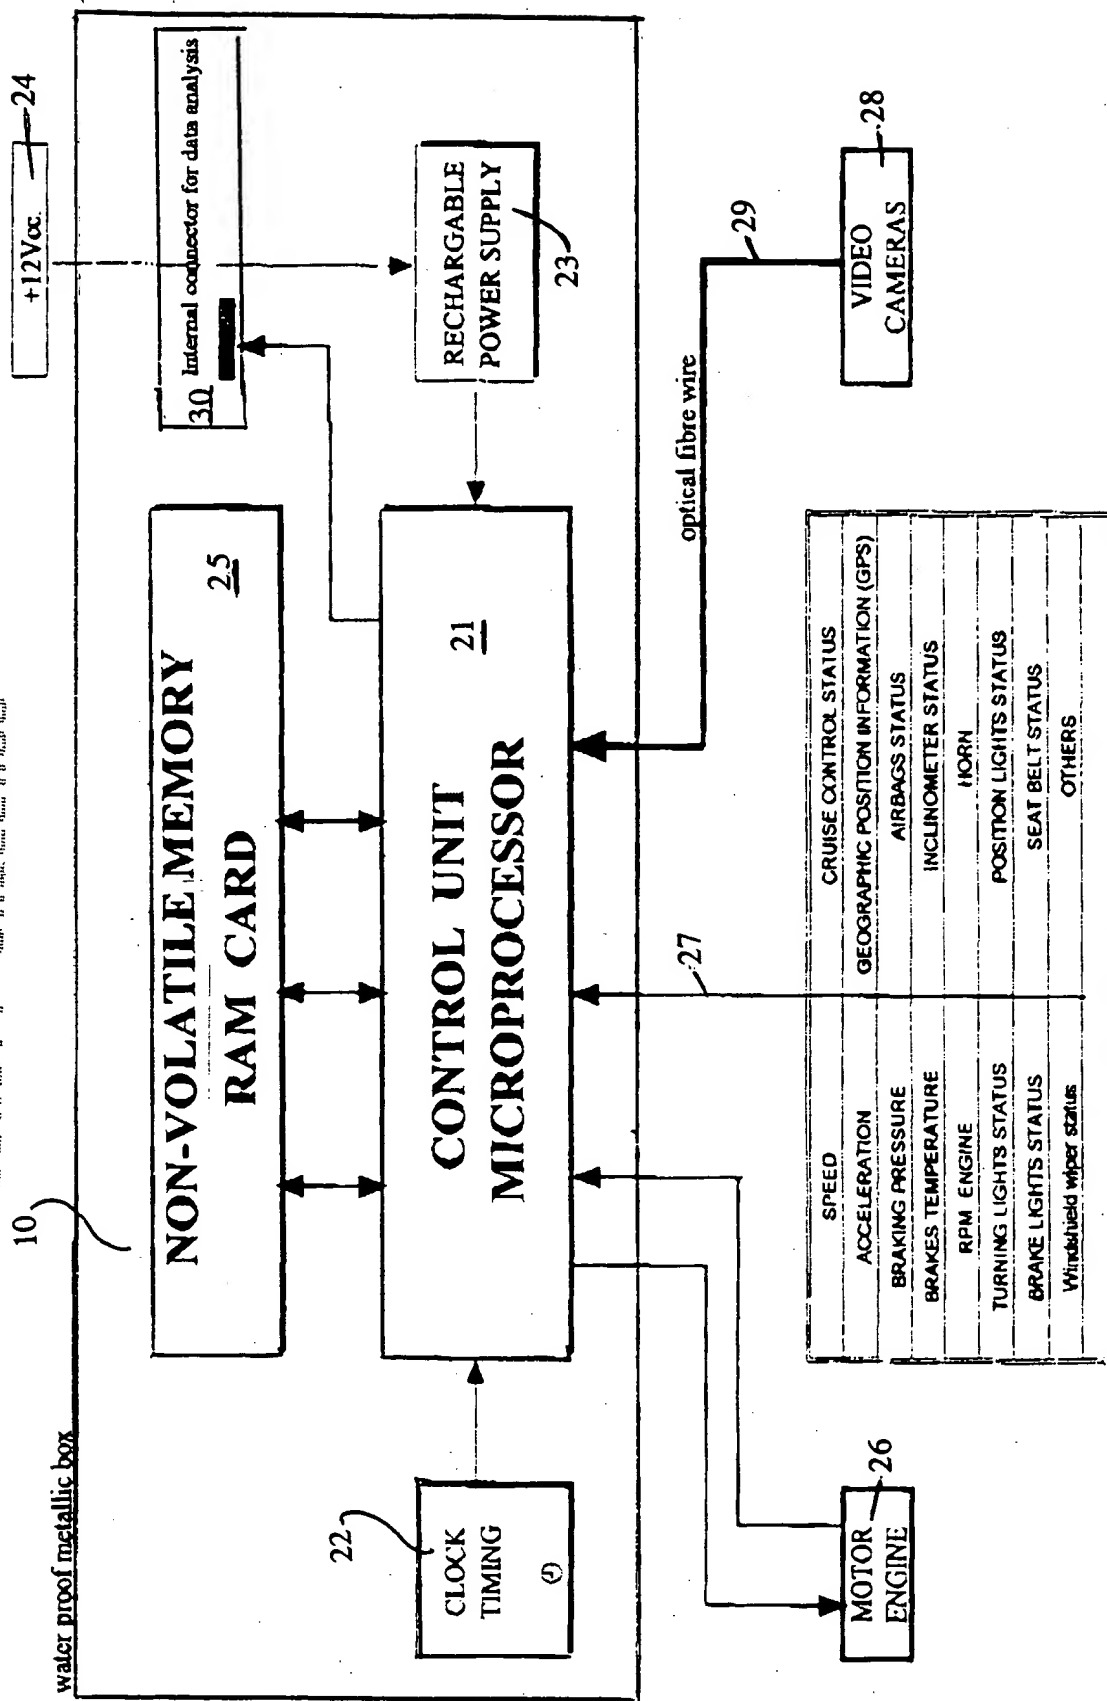 water proof metallic box
10
+12Vcc.
24
NON-VOLATILE MEMORY
RAM CARD
25
30
Internal connector for data analysis
22
CLOCK
TIMING
CONTROL UNIT
MICROPROCESSOR
21
RECHARGABLE
POWER SUPPLY
23
optical fibre wire
29
27
MOTOR
ENGINE
26
VIDEO
CAMERAS
28
SPEED
CRUISE CONTROL STATUS
ACCELERATION
GEOGRAPHIC POSITION INFORMATION (GPS)
BRAKING PRESSURE
AIRBAGS STATUS
BRAKES TEMPERATURE
INCLINOMETER STATUS
RPM ENGINE
HORN
TURNING LIGHTS STATUS
POSITION LIGHTS STATUS
BRAKE LIGHTS STATUS
SEAT BELT STATUS
Windshield wiper status
OTHERS